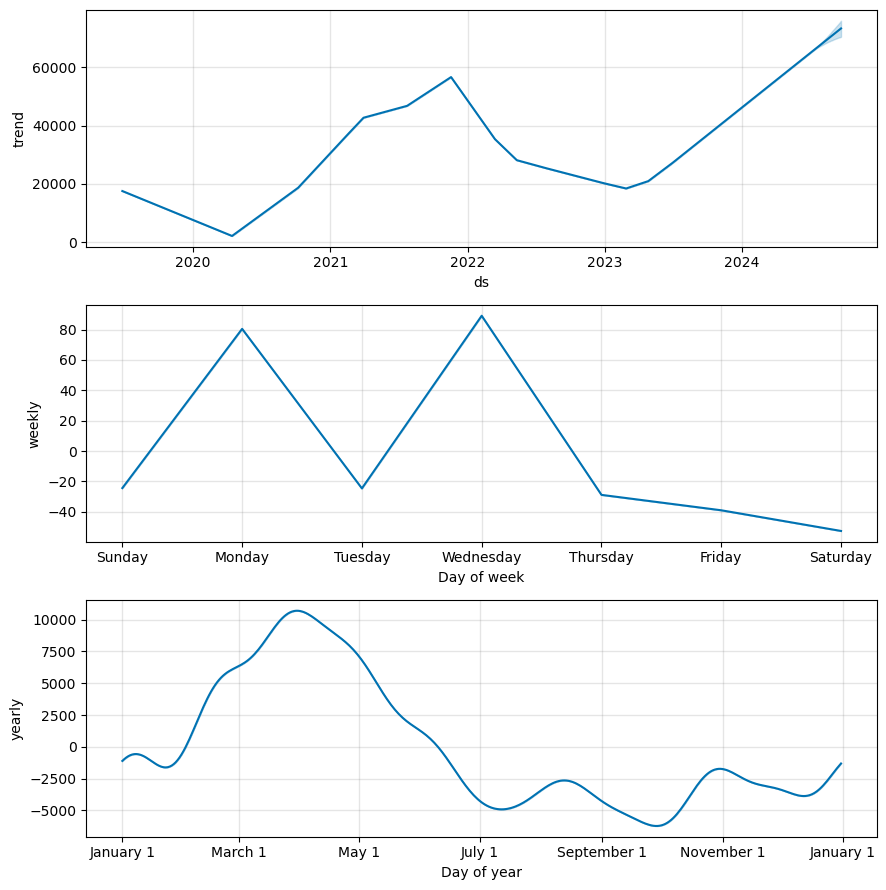 60000
40000
20000
0
trend
2020 2021 2022 2023 2024
ds
80
60
40
20
0
−20
−40
weekly
Sunday Monday Tuesday Wednesday Thursday Friday Saturday
Day of week
10000
7500
5000
2500
0
−2500
−5000
yearly
January 1 March 1 May 1 July 1 September 1 November 1 January 1
Day of year